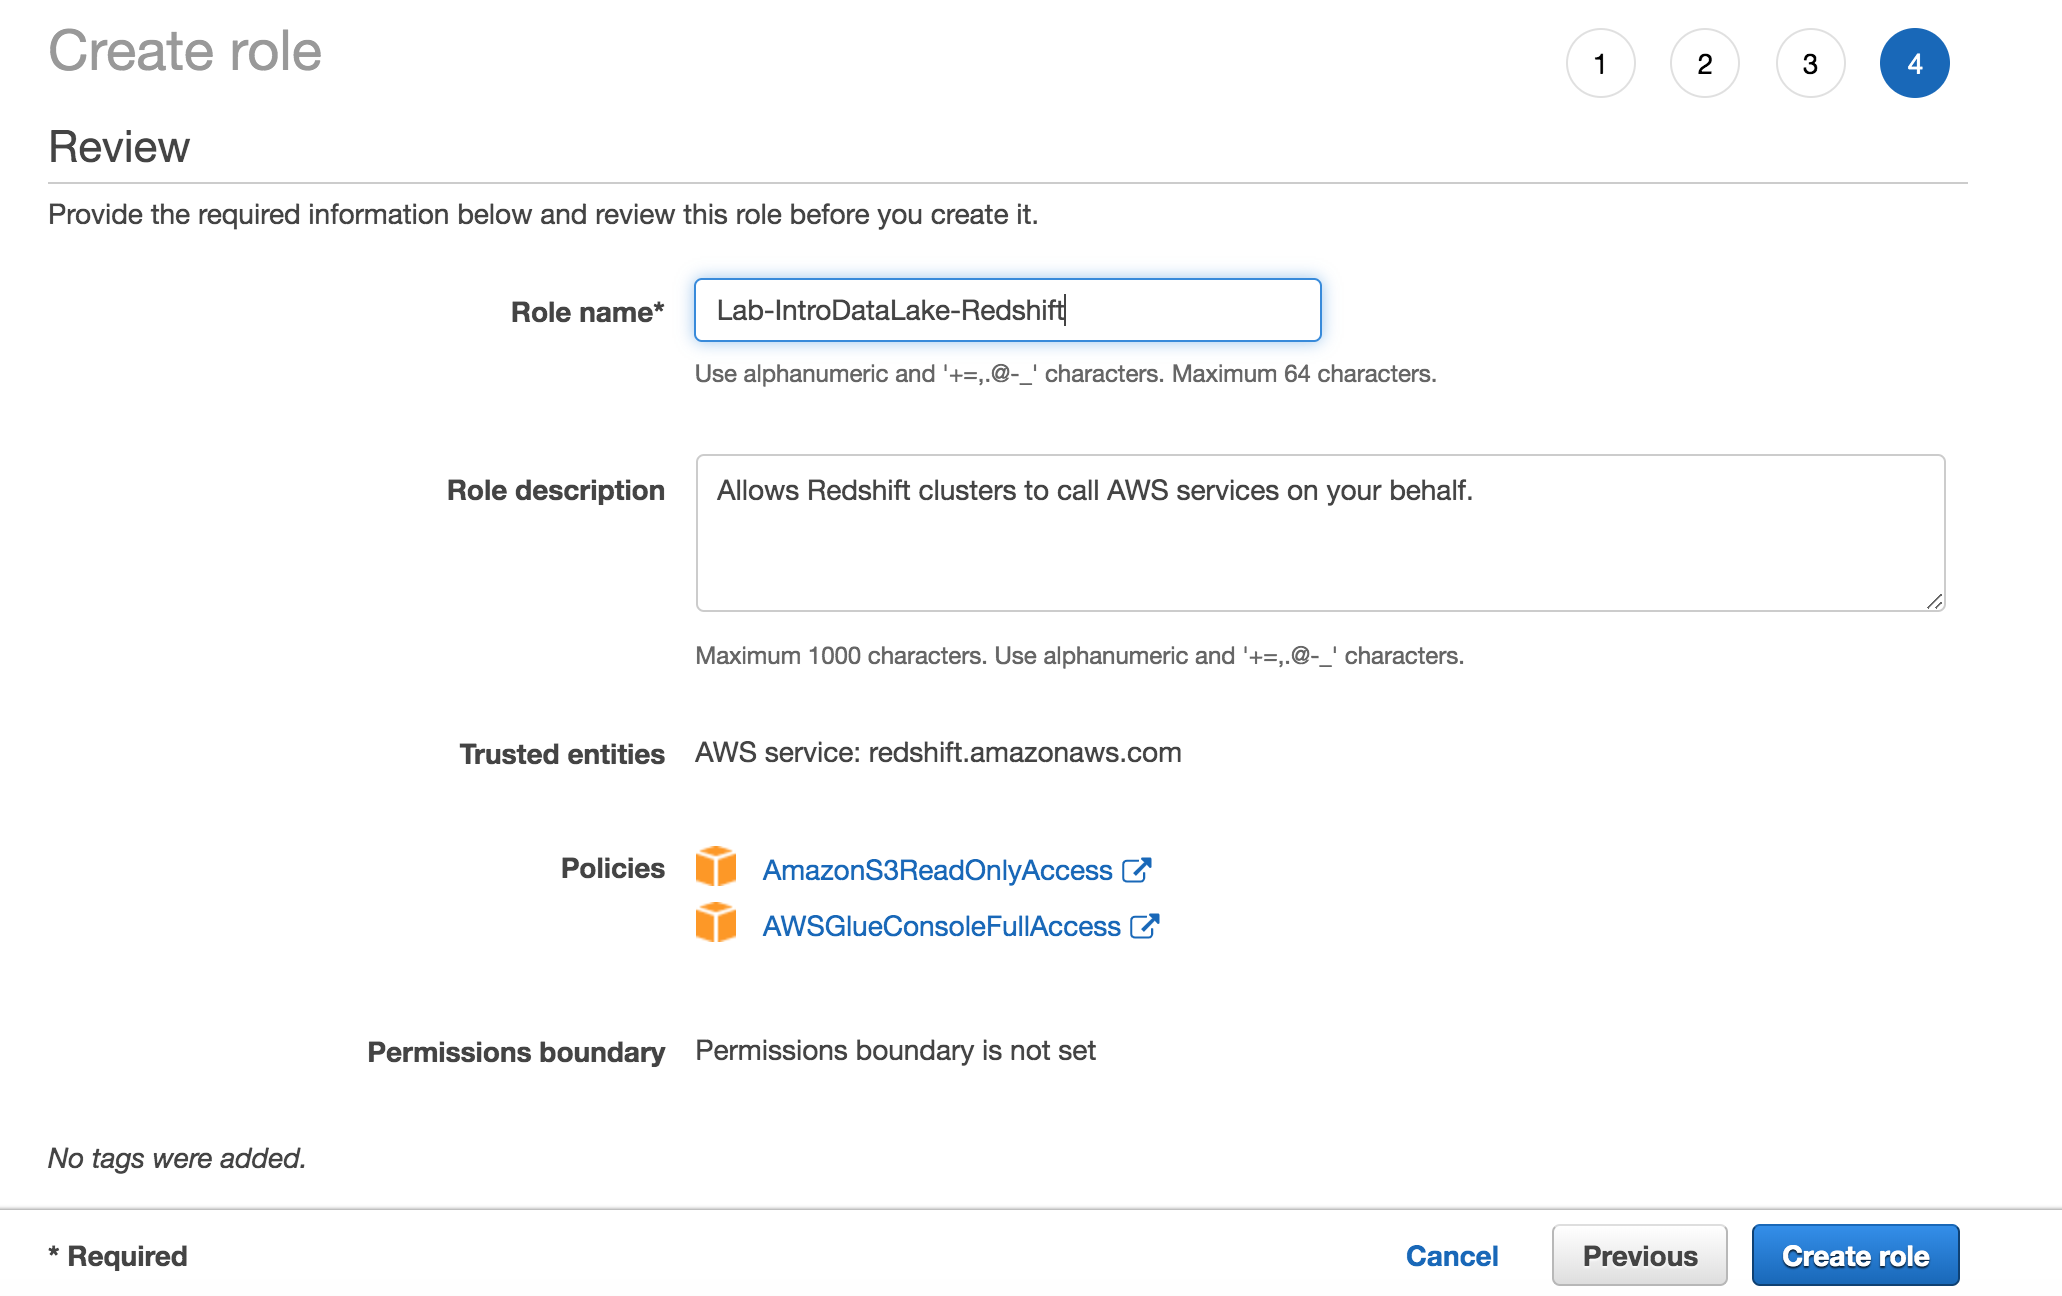 Create role
1 2 3 4
Review
Provide the required information below and review this role before you create it.
Role name* Lab-IntroDataLake-Redshift
Use alphanumeric and '+=,.@-_' characters. Maximum 64 characters.
Role description Allows Redshift clusters to call AWS services on your behalf.
Maximum 1000 characters. Use alphanumeric and '+=,.@-_' characters.
Trusted entities AWS service: redshift.amazonaws.com
Policies AmazonS3ReadOnlyAccess
AWSGlueConsoleFullAccess
Permissions boundary Permissions boundary is not set
No tags were added.
* Required Cancel Previous Create role